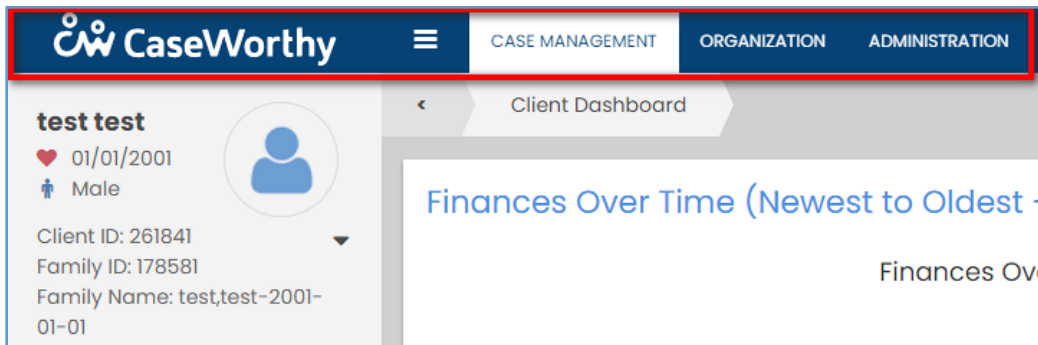 CaseWorthy
CASE MANAGEMENT ORGANIZATION ADMINISTRATION
test test
01/01/2001
Male
Client ID: 261841
Family ID: 178581
Family Name: test,test-2001-
01-01
Client Dashboard
Finances Over Time (Newest to Oldest -
Finances Ov